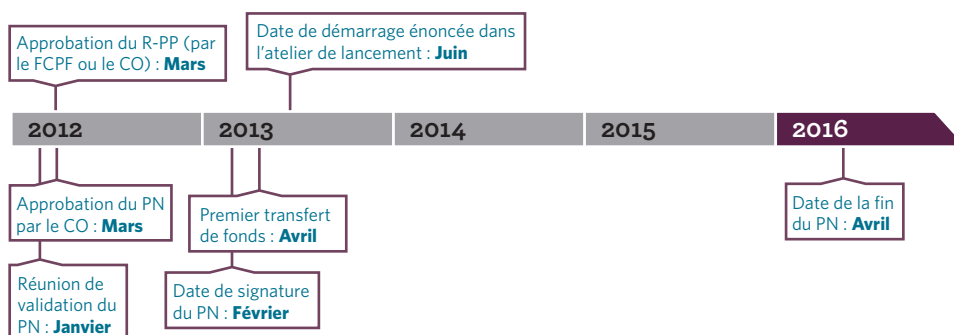 Approbation du R-PP (par
le FCPF ou le CO) : Mars
Date de démarrage énoncée dans
l'atelier de lancement : Juin
2012
2013
2014
2015
2016
Approbation du PN
par le CO : Mars
Premier transfert
de fonds : Avril
Date de la fin
du PN : Avril
Réunion de
validation du
PN : Janvier
Date de signature
du PN : Février